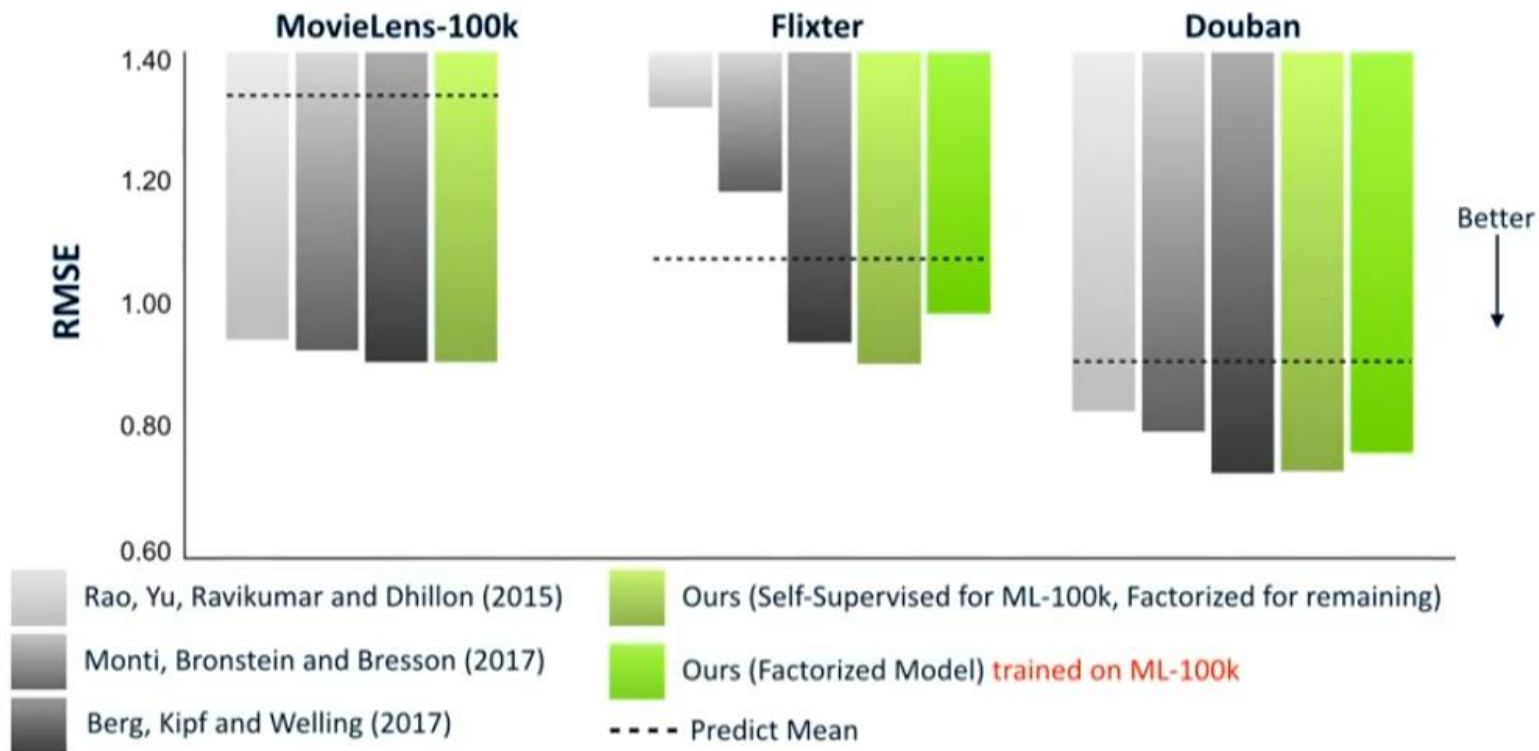 MovieLens-100k Flixter Douban
1.40
1.20
1.00
0.80
0.60
RMSE
Better
Rao, Yu, Ravikumar and Dhillon (2015)
Monti, Bronstein and Bresson (2017)
Berg, Kipf and Welling (2017)
Ours (Self-Supervised for ML-100k, Factorized for remaining)
Ours (Factorized Model) trained on ML-100k
Predict Mean